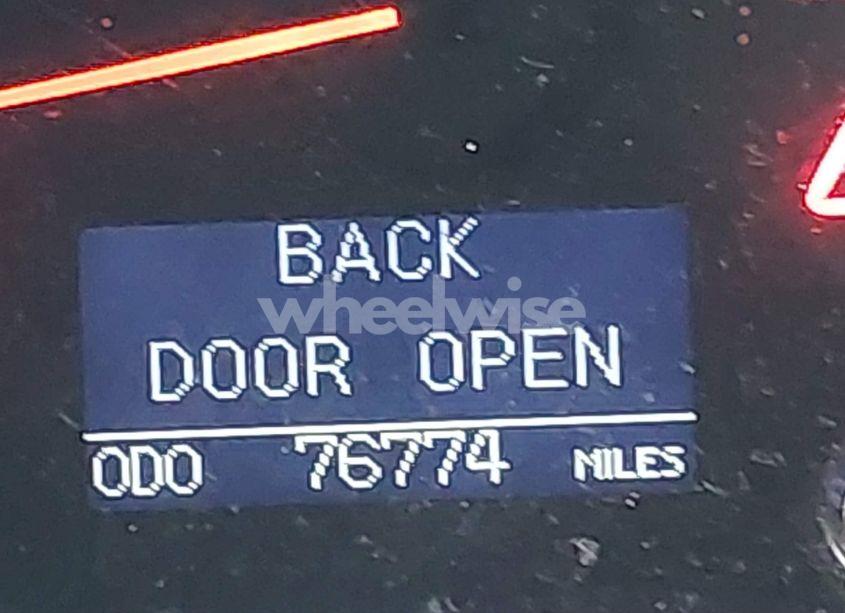 BACK
wheelwise
DOOR OPEN
ODO 76774 MILES